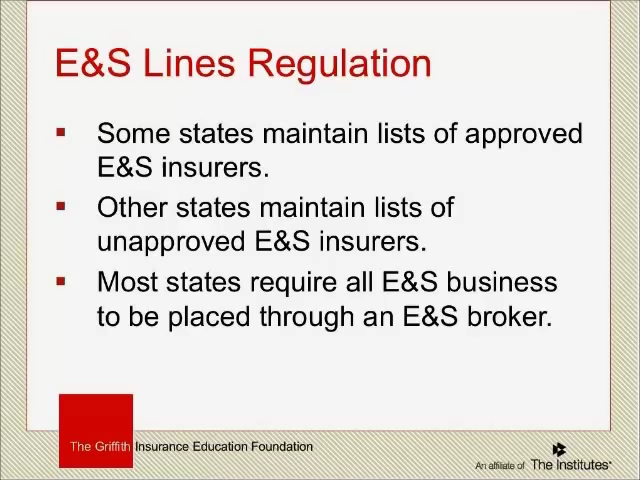 E&S Lines Regulation
▪ Some states maintain lists of approved
E&S insurers.
▪ Other states maintain lists of
unapproved E&S insurers.
▪ Most states require all E&S business
to be placed through an E&S broker.
The Griffith Insurance Education Foundation
An affiliate of The Institutes